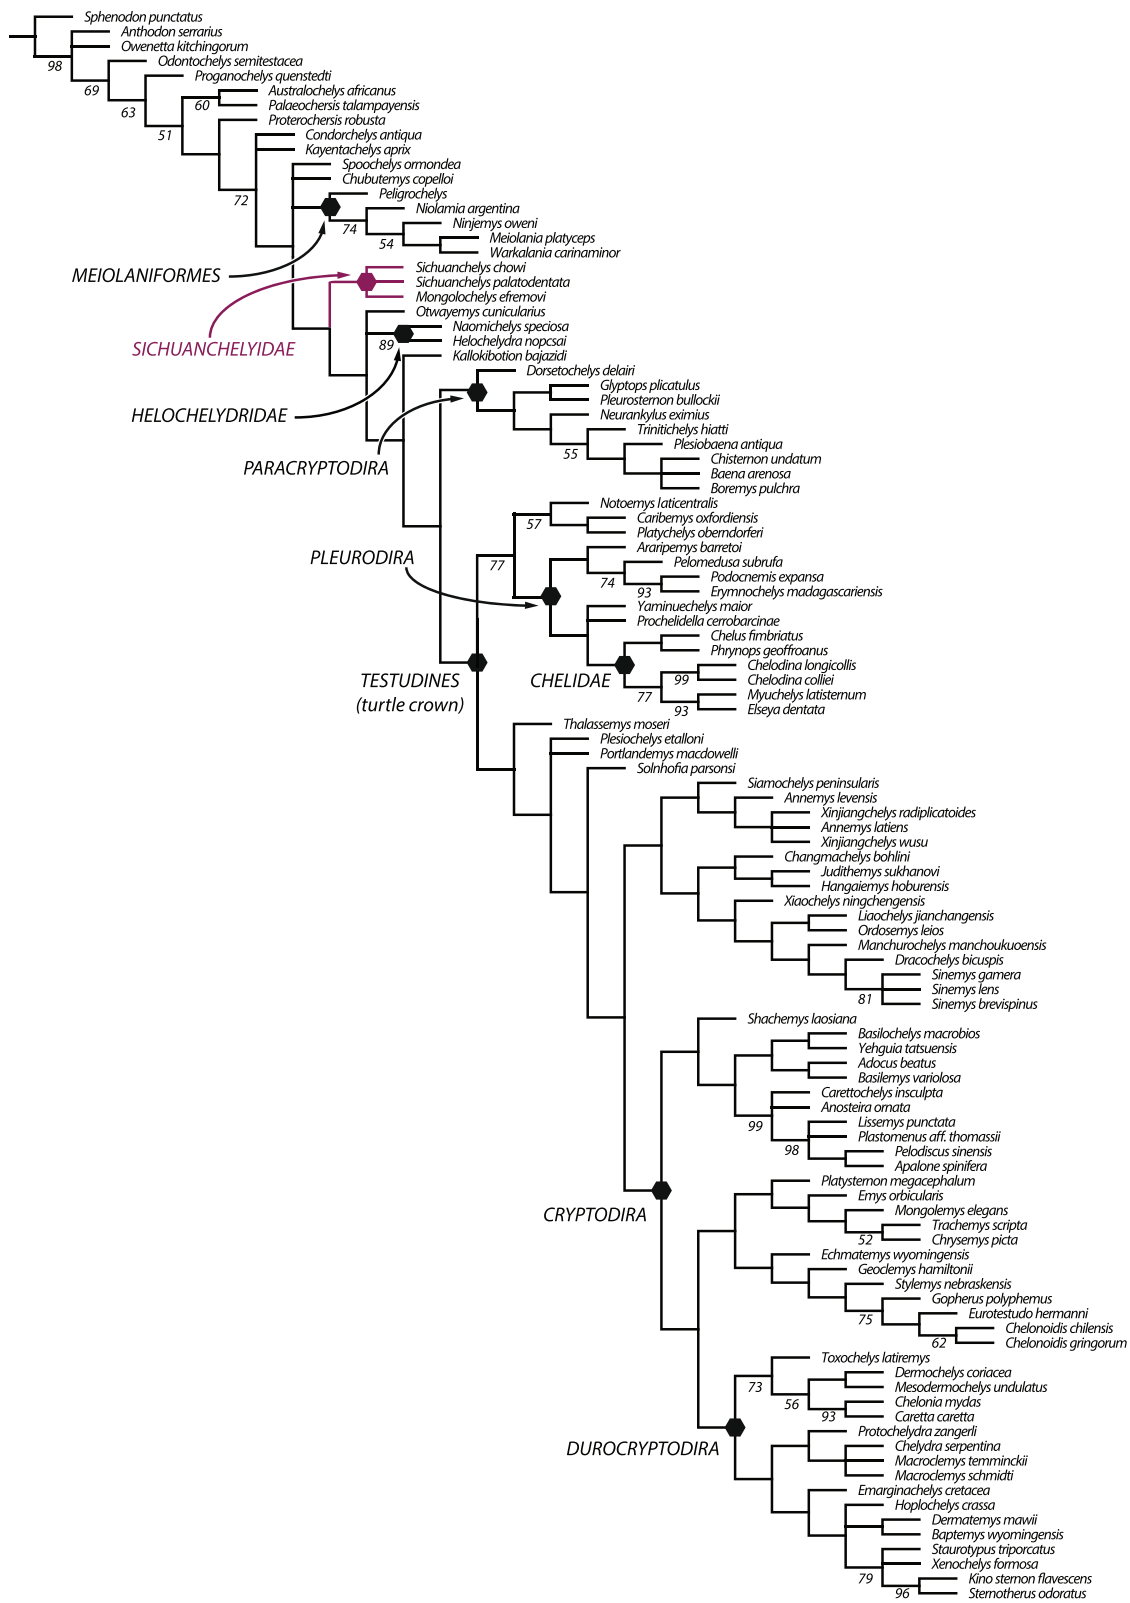 Sphenodon punctatus
Anthodon serrarius
Owenetta kitchingorum
98
Odontochelys semitestacea
Proganochelys quenstedti
69
Australochelys africanus
60
Palaeochersis talampayensis
63
Proterochersis robusta
51
Condorchelys antiqua
Kayentachelys aprix
Spoochelys ormondea
Chubutemys copelloi
Peligrochelys
72
Niolamia argentina
Ninjemys oweni
74
Meiolania platyceps
54
Warkalania carinaminor
MEIOLANIFORMES
Sichuanchelys chowi
Sichuanchelys palatodentata
Mongolochelys efremovi
Otwayemys cunicularius
Naomichelys speciosa
Helochelydra nopcsai
89
SICHUANCHELYIDAE
Kallokibotion bajazidi
Dorsetochelys delairi
Glyptops plicatulus
Pleurosternon bullockii
HELOCHELYDRIDAE
Neurankylus eximius
Trinitichelys hiatti
Plesiobaena antiqua
55
Chisternon undatum
PARACRYPTODIRA
Baena arenosa
Boremys pulchra
Notoemys laticentralis
Caribemys oxfordiensis
57
Platychelys oberndorferi
Araripemys barretoi
PLEURODIRA
77
Pelomedusa subrufa
Podocnemis expansa
74
93
Erymnochelys madagascariensis
Yaminuechelys maior
Prochelidella cerrobarcinae
Chelus fimbriatus
Phrynops geoffroanus
Chelodina longicollis
TESTUDINES
(turtle crown)
CHELIDAE
99
Chelodina colliei
77
Myuchelys latisternum
93
Elseya dentata
Thalassemys moseri
Plesiochelys etalloni
Portlandemys macdowelli
Solnhofia parsonsi
Siamochelys peninsularis
Annemys levensis
Xinjiangchelys radiplicatoides
Annemys latiens
Xinjiangchelys wusu
Changmachelys bohlini
Judithemys sukhanovi
Hangaiemys hoburensis
Xiaochelys ningchengensis
Liaochelys jianchangensis
Ordosemys leios
Manchurochelys manchoukuoensis
Dracochelys bicuspis
Sinemys gamera
Sinemys lens
81
Sinemys brevispinus
Shachemys laosiana
Basilochelys macrobios
Yehguia tatsuensis
Adocus beatus
Basilemys variolosa
Carettochelys insculpta
Anosteira ornata
99
Lissemys punctata
Plastomenus aff. thomassii
98
Pelodiscus sinensis
Apalone spinifera
Platysternon megacephalum
Emys orbicularis
CRYPTODIRA
Mongolemys elegans
Trachemys scripta
52
Chrysemys picta
Echmatemys wyomingensis
Geoclemys hamiltonii
Stylemys nebraskensis
Gopherus polyphemus
75
Eurotestudo hermanni
Chelonoidis chilensis
62
Chelonoidis gringorum
Toxochelys latiremys
Dermochelys coriacea
73
Mesodermochelys undulatus
56
Chelonia mydas
93
Caretta caretta
Protochelydra zangerli
DUROCRYPTODIRA
Chelydra serpentina
Macroclemys temminckii
Macroclemys schmidti
Emarginachelys cretacea
Hoplochelys crassa
Dermatemys mawii
Baptemys wyomingensis
Staurotypus triporcatus
Xenochelys formosa
79
Kino sternon flavescens
96
Sternotherus odoratus